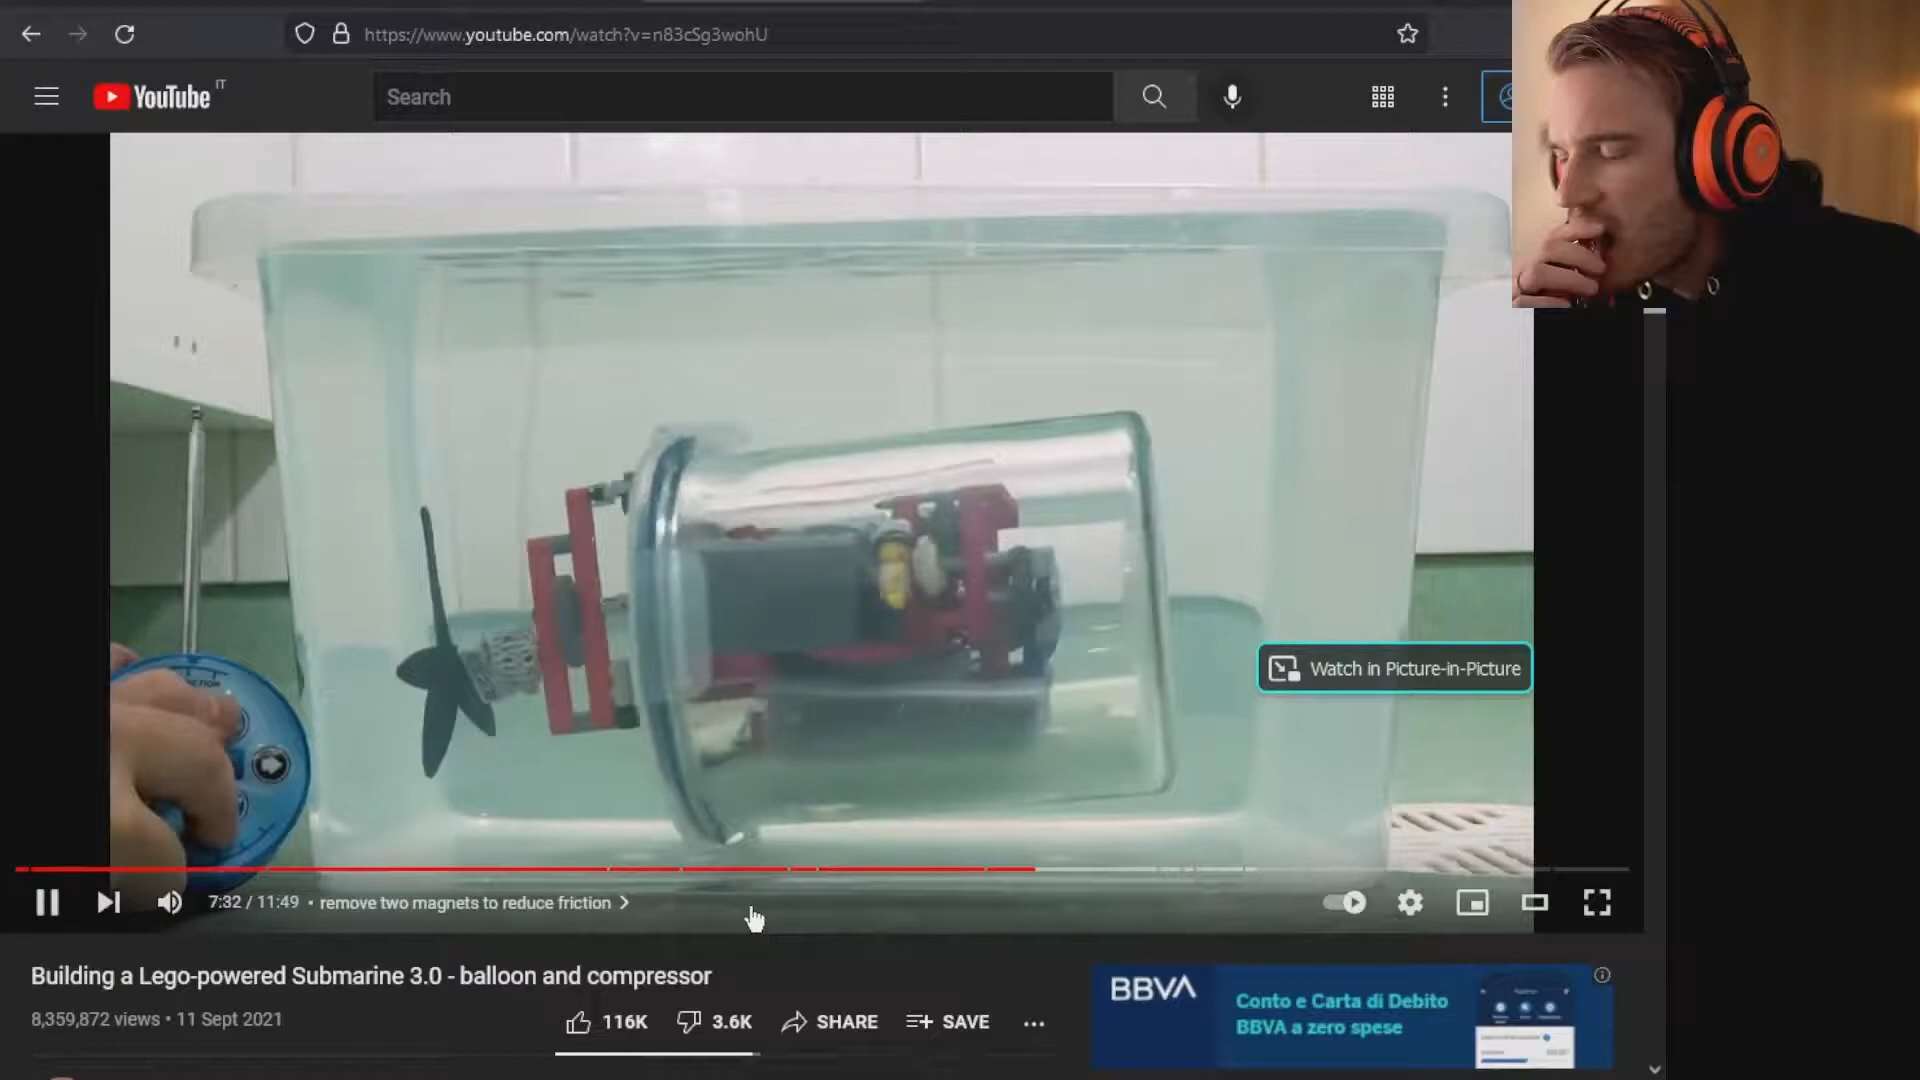 https://www.youtube.com/watch?v=n83cSg3wohU
YouTube IT
Search
Watch in Picture-in-Picture
7:32 / 11:49 • remove two magnets to reduce friction
Building a Lego-powered Submarine 3.0 - balloon and compressor
8,359,872 views • 11 Sept 2021
116K
3.6K
SHARE
SAVE
BBVA
Conto e Carta di Debito
BBVA a zero spese